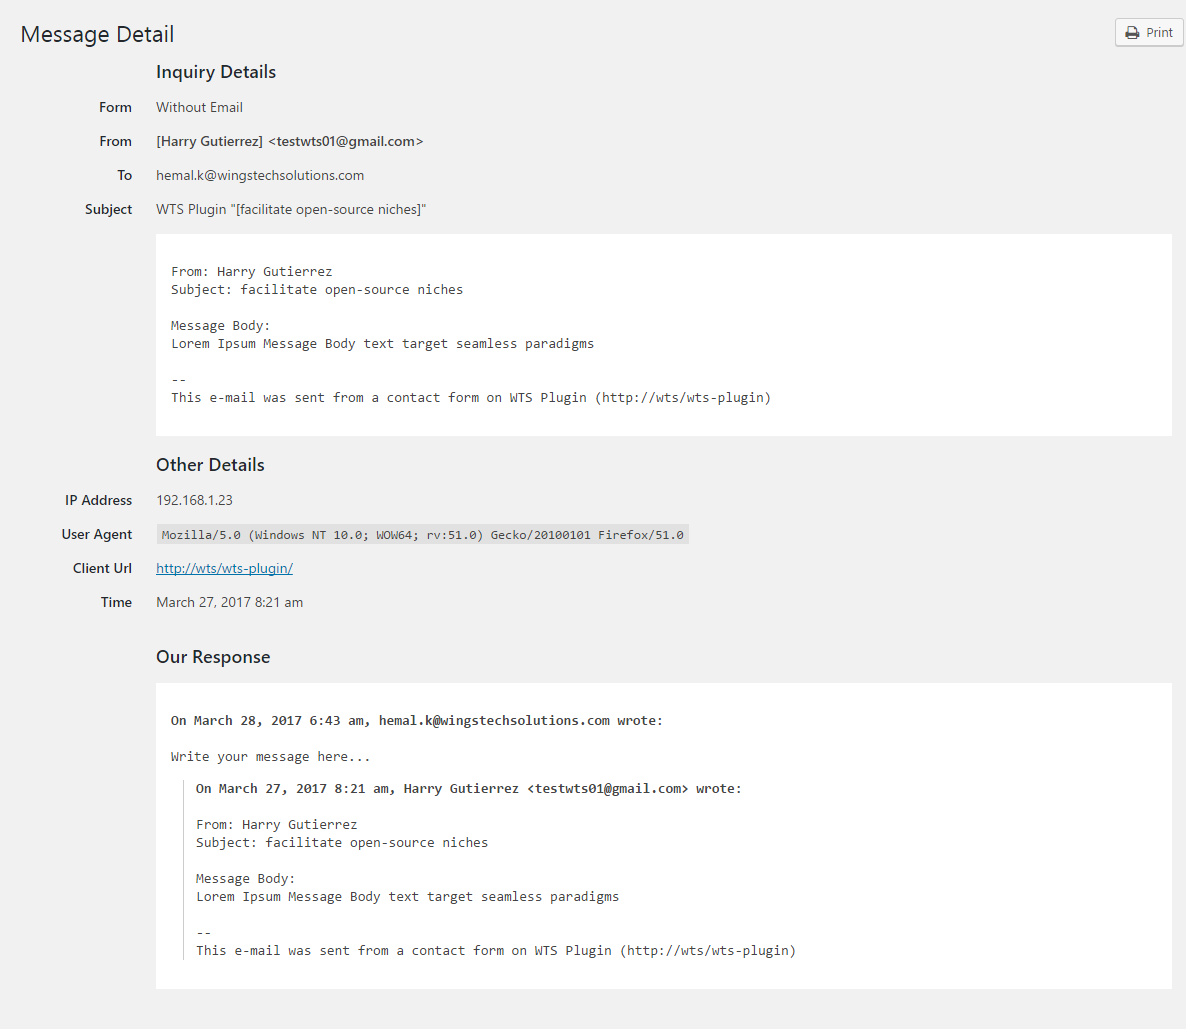 Message Detail
Print
Inquiry Details
Form Without Email
From [Harry Gutierrez] <testwts01@gmail.com>
To hemal.k@wingstechsolutions.com
Subject WTS Plugin "[facilitate open-source niches]"
From: Harry Gutierrez
Subject: facilitate open-source niches
Message Body:
Lorem Ipsum Message Body text target seamless paradigms
--
This e-mail was sent from a contact form on WTS Plugin (http://wts/wts-plugin)
Other Details
IP Address 192.168.1.23
User Agent Mozilla/5.0 (Windows NT 10.0; WOW64; rv:51.0) Gecko/20100101 Firefox/51.0
Client Url http://wts/wts-plugin/
Time March 27, 2017 8:21 am
Our Response
On March 28, 2017 6:43 am, hemal.k@wingstechsolutions.com wrote:
Write your message here...
On March 27, 2017 8:21 am, Harry Gutierrez <testwts01@gmail.com> wrote:
From: Harry Gutierrez
Subject: facilitate open-source niches
Message Body:
Lorem Ipsum Message Body text target seamless paradigms
--
This e-mail was sent from a contact form on WTS Plugin (http://wts/wts-plugin)